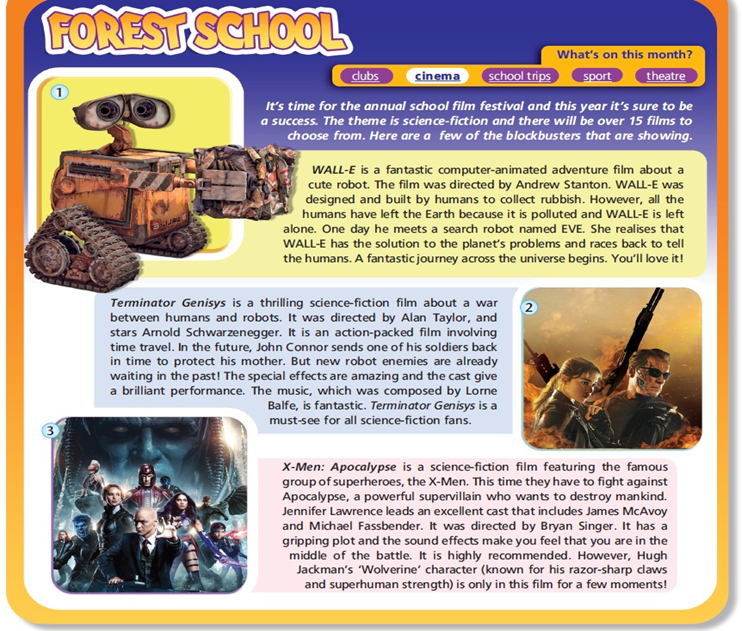 FOREST SCHOOL
What's on this month?
clubs
cinema
school trips
sport
theatre
1
It's time for the annual school film festival and this year it's sure to be
a success. The theme is science-fiction and there will be over 15 films to
choose from. Here are a few of the blockbusters that are showing.
WALL-E is a fantastic computer-animated adventure film about a
cute robot. The film was directed by Andrew Stanton. WALL-E was
designed and built by humans to collect rubbish. However, all the
humans have left the Earth because it is polluted and WALL-E is left
alone. One day he meets a search robot named EVE. She realises that
WALL-E has the solution to the planet's problems and races back to tell
the humans. A fantastic journey across the universe begins. You'll love it!
Terminator Genisys is a thrilling science-fiction film about a war
between humans and robots. It was directed by Alan Taylor, and
stars Arnold Schwarzenegger. It is an action-packed film involving
time travel. In the future, John Connor sends one of his soldiers back
in time to protect his mother. But new robot enemies are already
waiting in the past! The special effects are amazing and the cast give
a brilliant performance. The music, which was composed by Lorne
Balfe, is fantastic. Terminator Genisys is a
must-see for all science-fiction fans.
2
3
X-Men: Apocalypse is a science-fiction film featuring the famous
group of superheroes, the X-Men. This time they have to fight against
Apocalypse, a powerful supervillain who wants to destroy mankind.
Jennifer Lawrence leads an excellent cast that includes James McAvoy
and Michael Fassbender. It was directed by Bryan Singer. It has a
gripping plot and the sound effects make you feel that you are in the
middle of the battle. It is highly recommended. However, Hugh
Jackman's 'Wolverine' character (known for his razor-sharp claws
and superhuman strength) is only in this film for a few moments!